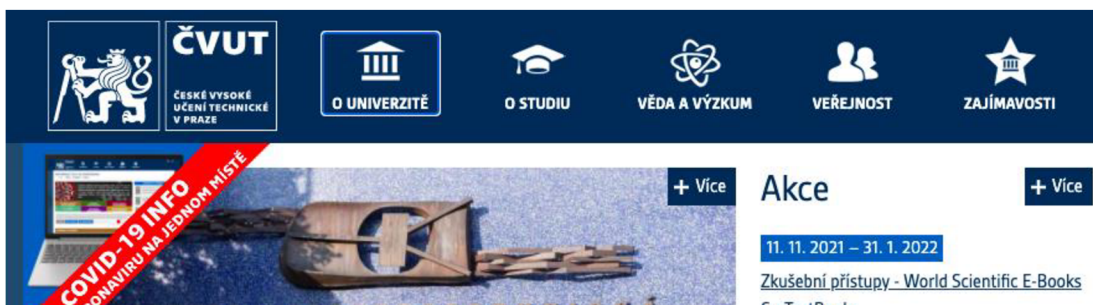 ČVUT
ČESKÉ VYSOKÉ
UČENÍ TECHNICKÉ
V PRAZE
O UNIVERZITĚ
O STUDIU
VĚDA A VÝZKUM
VEŘEJNOST
ZAJÍMAVOSTI
COVID-19 INFO
NA JEDNOM MÍSTĚ
+ Více
Akce
+ Více
11. 11. 2021 – 31. 1. 2022
Zkušební přístupy - World Scientific E-Books